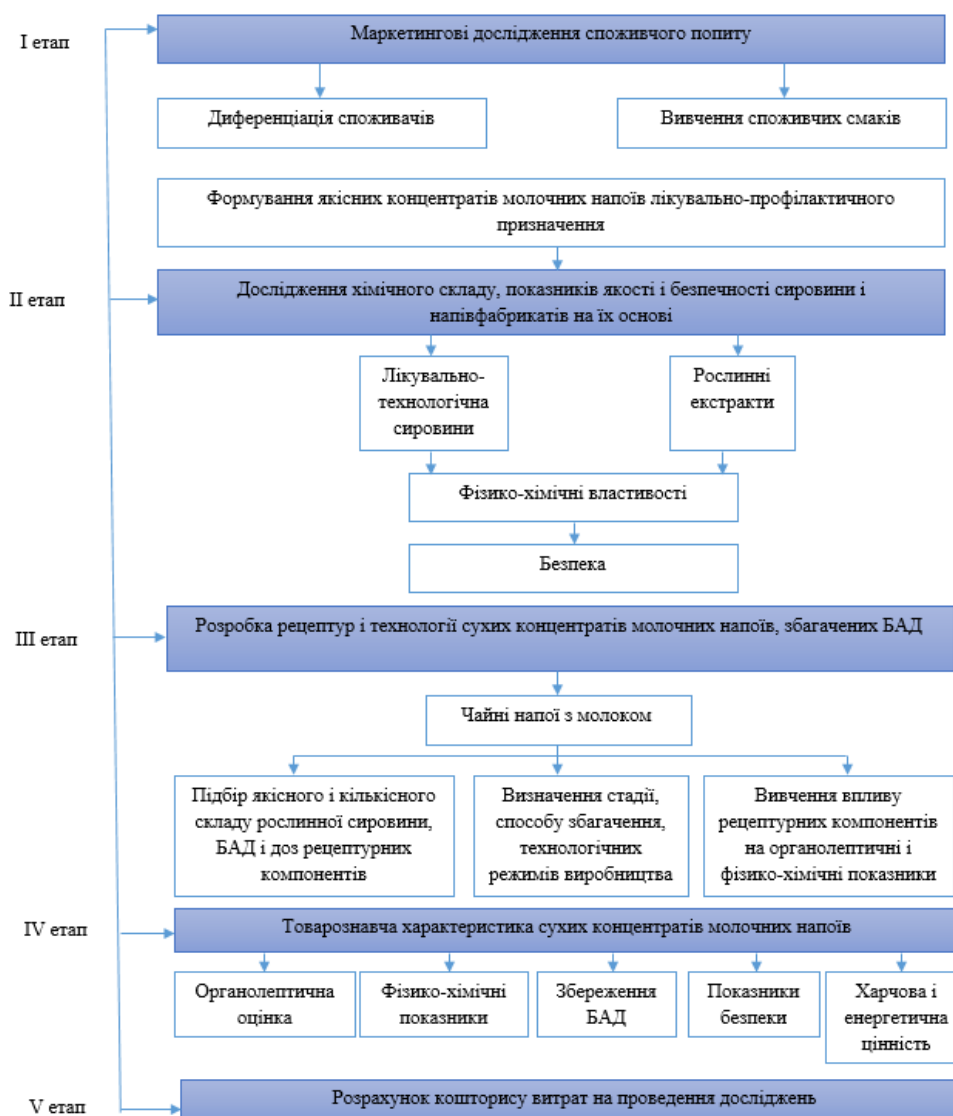 I етап
Маркетингові дослідження споживчого попиту
Диференціація споживачів
Вивчення споживчих смаків
Формування якісних концентратів молочних напоїв лікувально-профілактичного
призначення
II етап
Дослідження хімічного складу, показників якості і безпечності сировини і
напівфабрикатів на їх основі
Лікувально-
технологічна
сировини
Рослинні
екстракти
Фізико-хімічні властивості
Безпека
III етап
Розробка рецептур і технології сухих концентратів молочних напоїв, збагачених БАД
Чайні напої з молоком
Підбір якісного і кількісного
складу рослинної сировини,
БАД і доз рецептурних
компонентів
Визначення стадії,
способу збагачення,
технологічних
режимів виробництва
Вивчення впливу
рецептурних компонентів
на органолептичні і
фізико-хімічні показники
IV етап
Товарознавча характеристика сухих концентратів молочних напоїв
Органолептична
оцінка
Фізико-хімічні
показники
Збереження
БАД
Показники
безпеки
Харчова і
енергетична
цінність
V етап
Розрахунок кошторису витрат на проведення досліджень